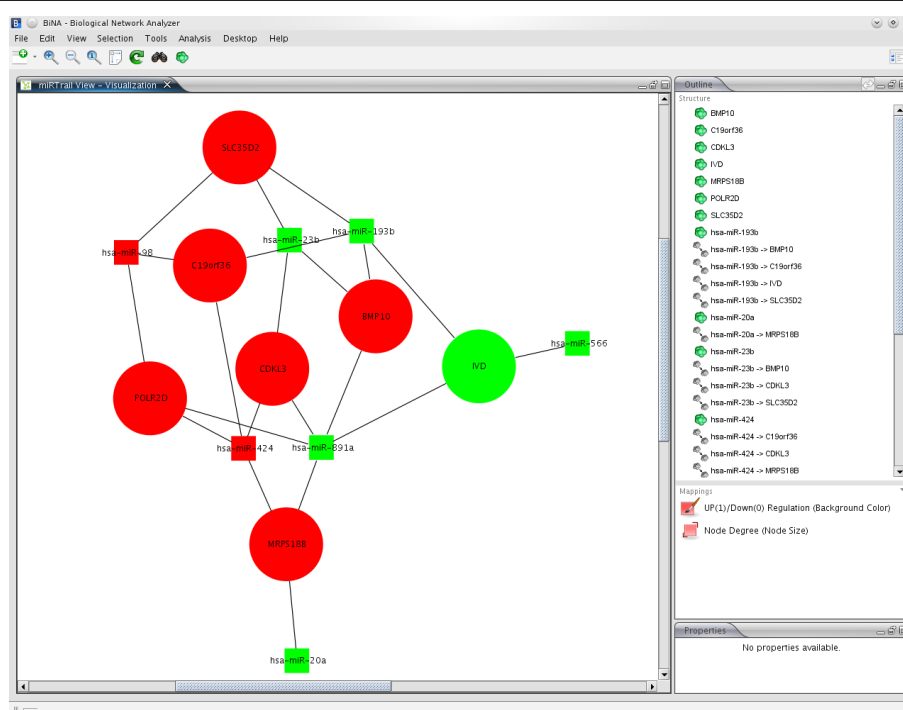 BiNA - Biological Network Analyzer
File Edit View Selection Tools Analysis Desktop Help
miRTrail View - Visualization
SLC35D2
hsa-miR-23b
hsa-miR-193b
hsa-miR-98
C19orf36
BMP10
hsa-miR-566
CDKL3
IVD
POLR2D
hsa-miR-424
hsa-miR-891a
MRPS18B
hsa-miR-20a
Outline
Structure
BMP10
C19orf36
CDKL3
IVD
MRPS18B
POLR2D
SLC35D2
hsa-miR-193b
hsa-miR-193b -> BMP10
hsa-miR-193b -> C19orf36
hsa-miR-193b -> IVD
hsa-miR-193b -> SLC35D2
hsa-miR-20a
hsa-miR-20a -> MRPS18B
hsa-miR-23b
hsa-miR-23b -> BMP10
hsa-miR-23b -> CDKL3
hsa-miR-23b -> SLC35D2
hsa-miR-424
hsa-miR-424 -> C19orf36
hsa-miR-424 -> CDKL3
hsa-miR-424 -> MRPS18B
Mappings
UP(1)/Down(0) Regulation (Background Color)
Node Degree (Node Size)
Properties
No properties available.